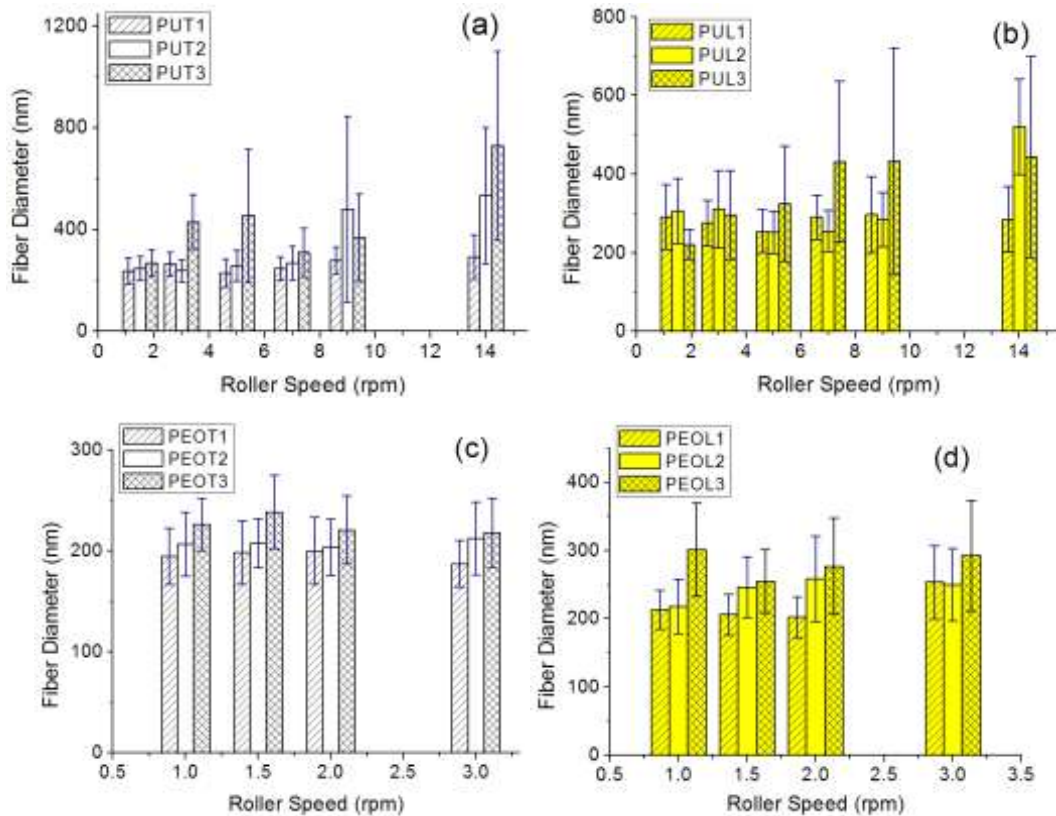 (a)
PUT1
PUT2
PUT3
1200
800
400
0
Fiber Diameter (nm)
0 2 4 6 8 10 12 14
Roller Speed (rpm)
(b)
PUL1
PUL2
PUL3
800
600
400
200
0
Fiber Diameter (nm)
0 2 4 6 8 10 12 14
Roller Speed (rpm)
(c)
PEOT1
PEOT2
PEOT3
300
200
100
0
Fiber Diameter (nm)
0.5 1.0 1.5 2.0 2.5 3.0
Roller Speed (rpm)
(d)
PEOL1
PEOL2
PEOL3
400
300
200
100
0
Fiber Diameter (nm)
0.5 1.0 1.5 2.0 2.5 3.0 3.5
Roller Speed (rpm)